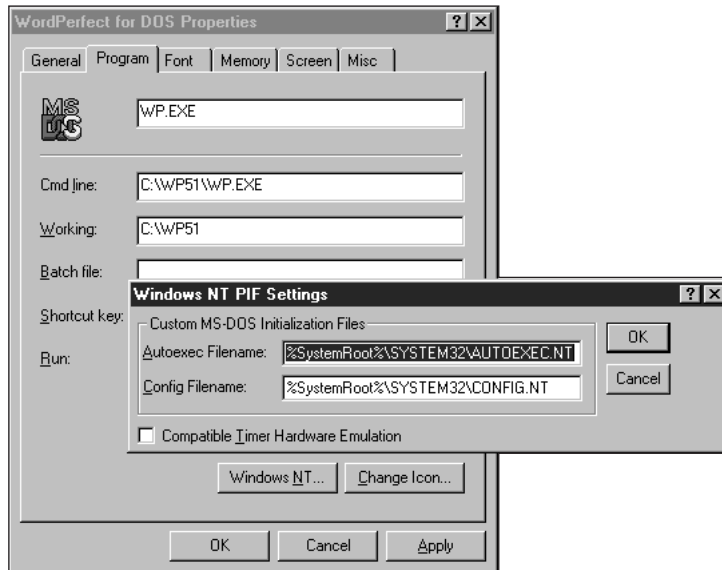 WordPerfect for DOS Properties
General Program Font Memory Screen Misc
MS DOS
WP.EXE
Cmd line: C:\WP51\WP.EXE
Working: C:\WP51
Batch file:
Shortcut key:
Run:
Windows NT PIF Settings
Custom MS-DOS Initialization Files
Autoexec Filename: %SystemRoot%\SYSTEM32\AUTOEXEC.NT
Config Filename: %SystemRoot%\SYSTEM32\CONFIG.NT
OK
Cancel
Compatible Timer Hardware Emulation
Windows NT... Change Icon...
OK Cancel Apply